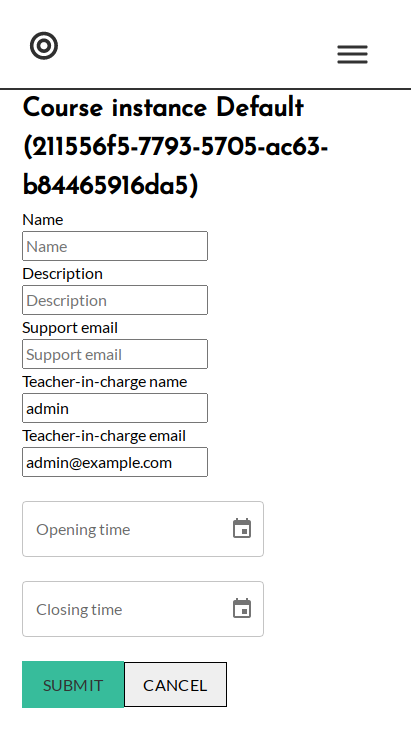 Course instance Default
(211556f5-7793-5705-ac63-
b84465916da5)
Name
Name
Description
Description
Support email
Support email
Teacher-in-charge name
admin
Teacher-in-charge email
admin@example.com
Opening time
Closing time
SUBMIT CANCEL